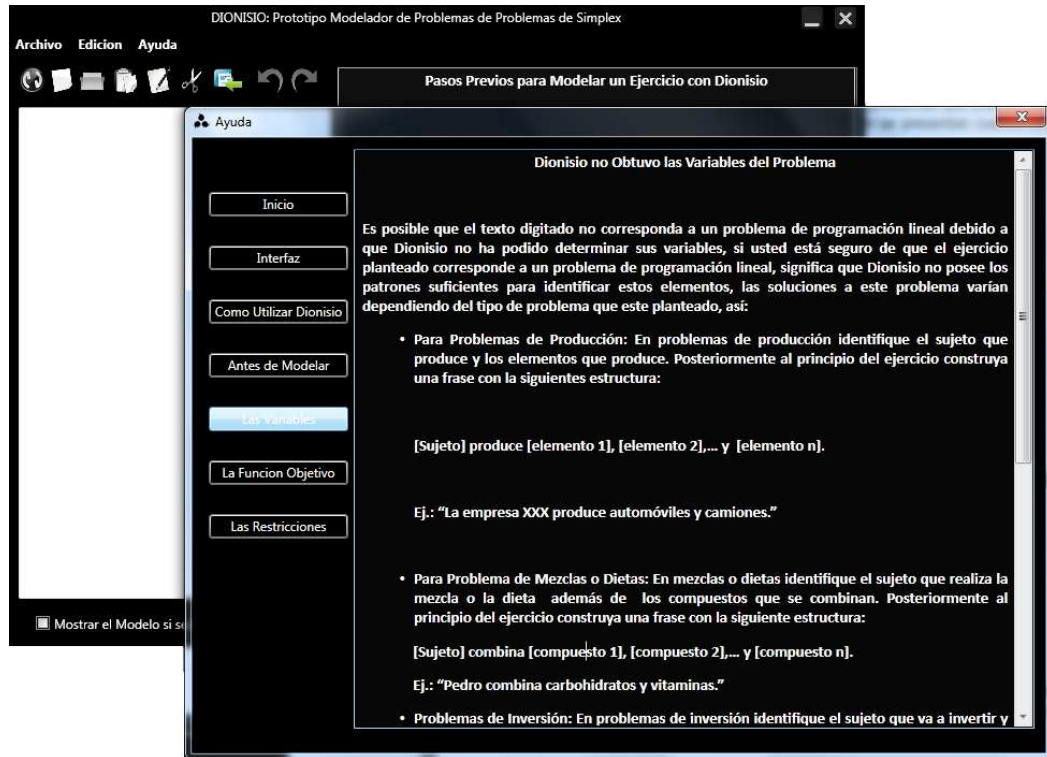 DIONISIO: Prototipo Modelador de Problemas de Problemas de Simplex
Archivo Edicion Ayuda
Pasos Previos para Modelar un Ejercicio con Dionisio
Ayuda
Inicio
Interfaz
Como Utilizar Dionisio
Antes de Modelar
Las Variables
La Funcion Objetivo
Las Restricciones
Dionisio no Obtuvo las Variables del Problema
Es posible que el texto digitado no corresponda a un problema de programación lineal debido a
que Dionisio no ha podido determinar sus variables, si usted está seguro de que el ejercicio
planteado corresponde a un problema de programación lineal, significa que Dionisio no posee los
patrones suficientes para identificar estos elementos, las soluciones a este problema varían
dependiendo del tipo de problema que este planteado, así:
• Para Problemas de Producción: En problemas de producción identifique el sujeto que
produce y los elementos que produce. Posteriormente al principio del ejercicio construya
una frase con la siguientes estructura:
[Sujeto] produce [elemento 1], [elemento 2],... y [elemento n].
Ej.: “La empresa XXX produce automóviles y camiones.”
• Para Problema de Mezclas o Dietas: En mezclas o dietas identifique el sujeto que realiza la
mezcla o la dieta además de los compuestos que se combinan. Posteriormente al
principio del ejercicio construya una frase con la siguiente estructura:
[Sujeto] combina [compuesto 1], [compuesto 2],... y [compuesto n].
Ej.: “Pedro combina carbohidratos y vitaminas.”
• Problemas de Inversión: En problemas de inversión identifique el sujeto que va a invertir y
Mostrar el Modelo si